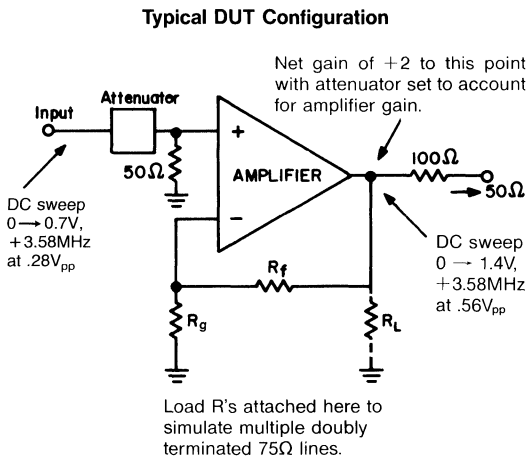 Typical DUT Configuration
Net gain of +2 to this point
with attenuator set to account
for amplifier gain.
Attenuator
Input
+
100Ω
50Ω
AMPLIFIER
50Ω
DC sweep
0→0.7V,
+3.58MHz
at .28Vpp
−
DC sweep
0 → 1.4V,
+3.58MHz
at .56Vpp
Rf
Rg
RL
Load R's attached here to
simulate multiple doubly
terminated 75Ω lines.